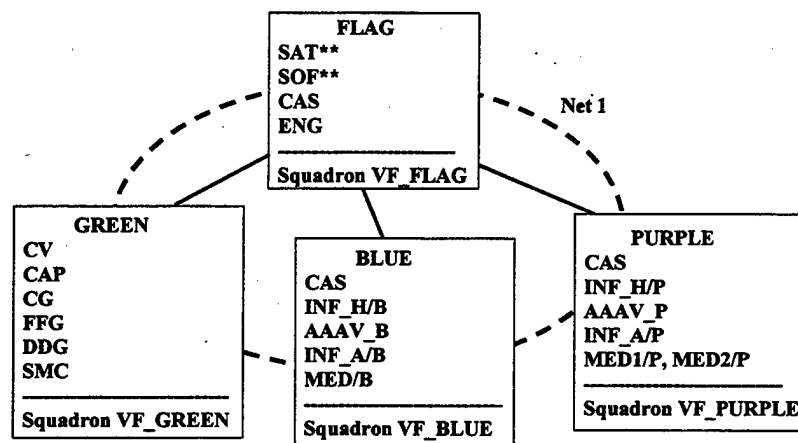 FLAG
SAT**
SOF**
CAS
ENG
Squadron VF_FLAG
Net 1
GREEN
CV
CAP
CG
FFG
DDG
SMC
Squadron VF_GREEN
BLUE
CAS
INF_H/B
AAAV_B
INF_A/B
MED/B
Squadron VF_BLUE
PURPLE
CAS
INF_H/P
AAAV_P
INF_A/P
MED1/P, MED2/P
Squadron VF_PURPLE